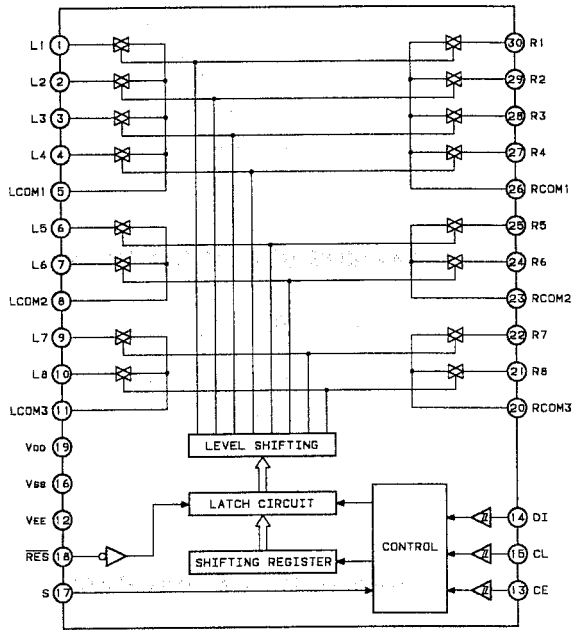 L1 1 30 R1
L2 2 29 R2
L3 3 28 R3
L4 4 27 R4
LCOM1 5 26 RCOM1
L5 6 25 R5
L6 7 24 R6
LCOM2 8 23 RCOM2
L7 9 22 R7
L8 10 21 R8
LCOM3 11 20 RCOM3
VDD 19
LEVEL SHIFTING
VSS 16
LATCH CIRCUIT
VEE 12
14 DI
RES 18
CONTROL
15 CL
SHIFTING REGISTER
S 17
13 CE